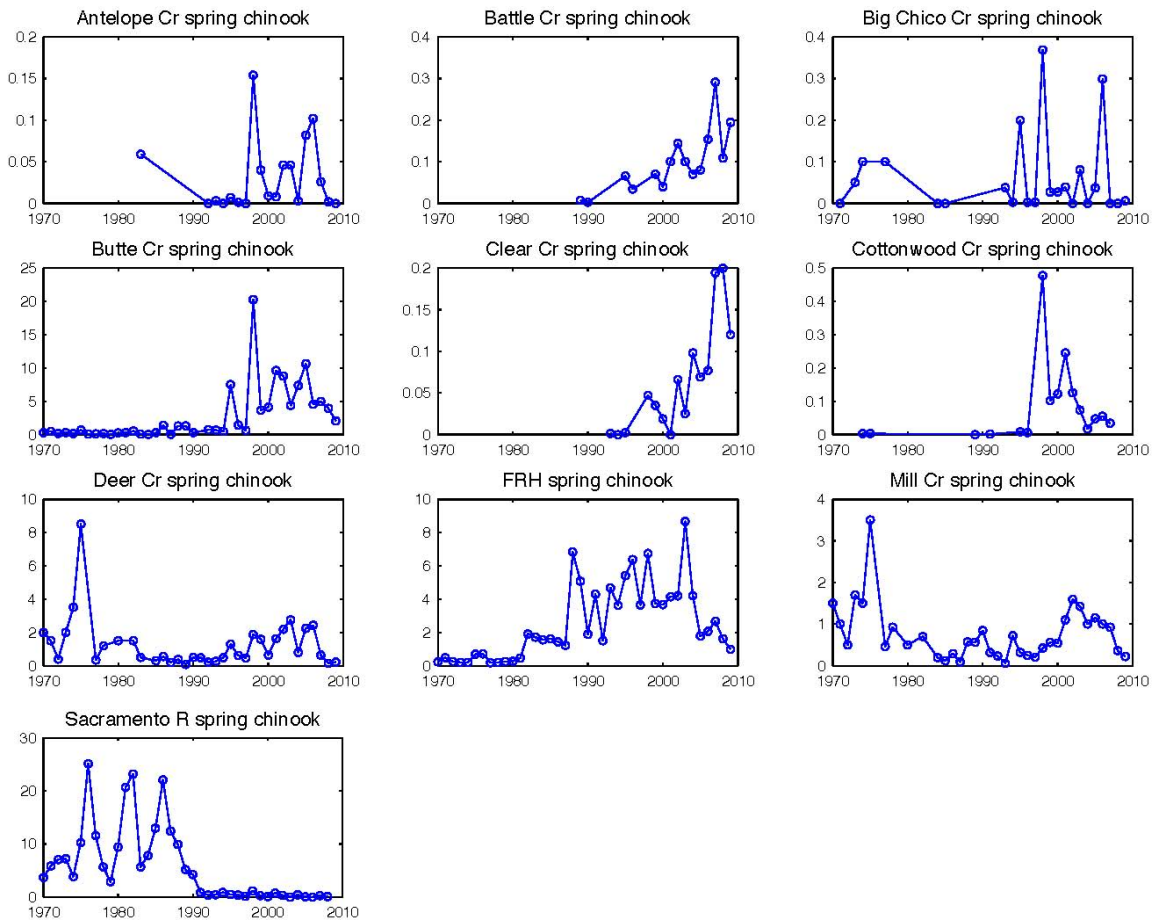 Antelope Cr spring chinook
0.2
0.15
0.1
0.05
0
1970 1980 1990 2000 2010
Battle Cr spring chinook
0.4
0.3
0.2
0.1
0
1970 1980 1990 2000 2010
Big Chico Cr spring chinook
0.4
0.3
0.2
0.1
0
1970 1980 1990 2000 2010
Butte Cr spring chinook
25
20
15
10
5
0
1970 1980 1990 2000 2010
Clear Cr spring chinook
0.2
0.15
0.1
0.05
0
1970 1980 1990 2000 2010
Cottonwood Cr spring chinook
0.5
0.4
0.3
0.2
0.1
0
1970 1980 1990 2000 2010
Deer Cr spring chinook
10
8
6
4
2
0
1970 1980 1990 2000 2010
FRH spring chinook
10
8
6
4
2
0
1970 1980 1990 2000 2010
Mill Cr spring chinook
4
3
2
1
0
1970 1980 1990 2000 2010
Sacramento R spring chinook
30
20
10
0
1970 1980 1990 2000 2010